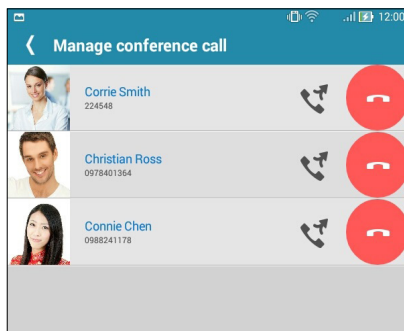 12:00
Manage conference call
Corrie Smith
224548
Christian Ross
0978401364
Connie Chen
0988241178